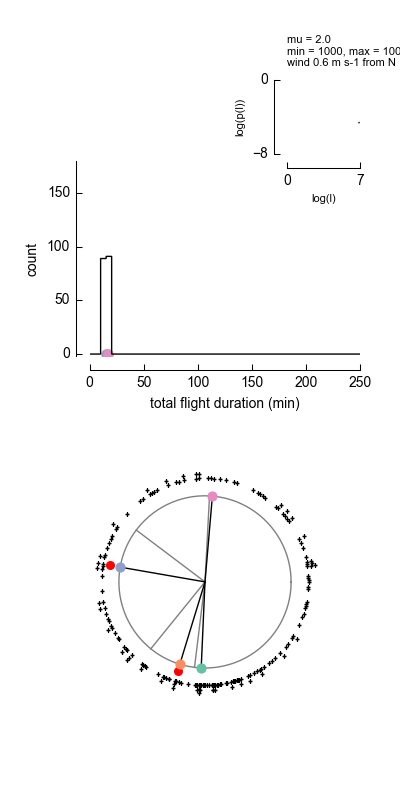 mu = 2.0
min = 1000, max = 100
wind 0.6 m s-1 from N
0
log(p(l))
−8
0 7
log(l)
150
100
count
50
0
0 50 100 150 200 250
total flight duration (min)